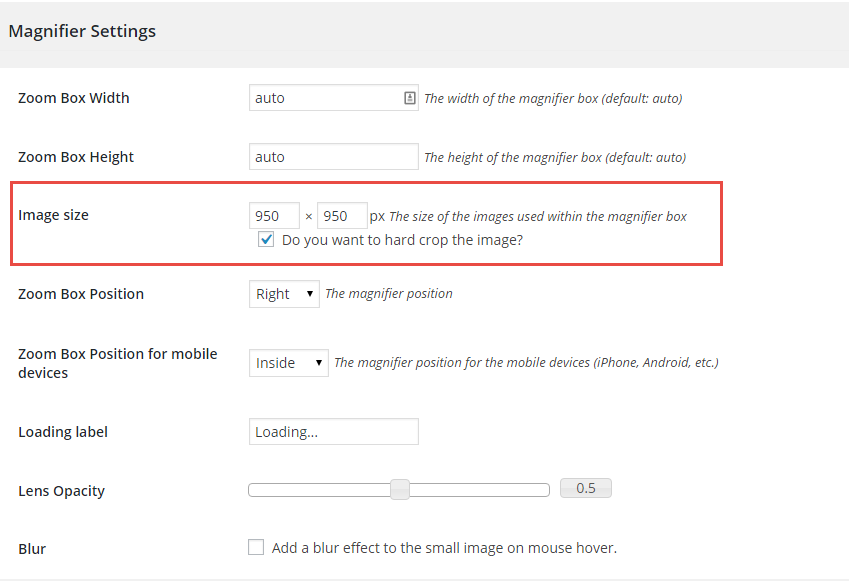 Magnifier Settings
Zoom Box Width auto The width of the magnifier box (default: auto)
Zoom Box Height auto The height of the magnifier box (default: auto)
Image size 950 × 950 px The size of the images used within the magnifier box
Do you want to hard crop the image?
Zoom Box Position Right The magnifier position
Zoom Box Position for mobile
devices Inside The magnifier position for the mobile devices (iPhone, Android, etc.)
Loading label Loading...
Lens Opacity 0.5
Blur Add a blur effect to the small image on mouse hover.